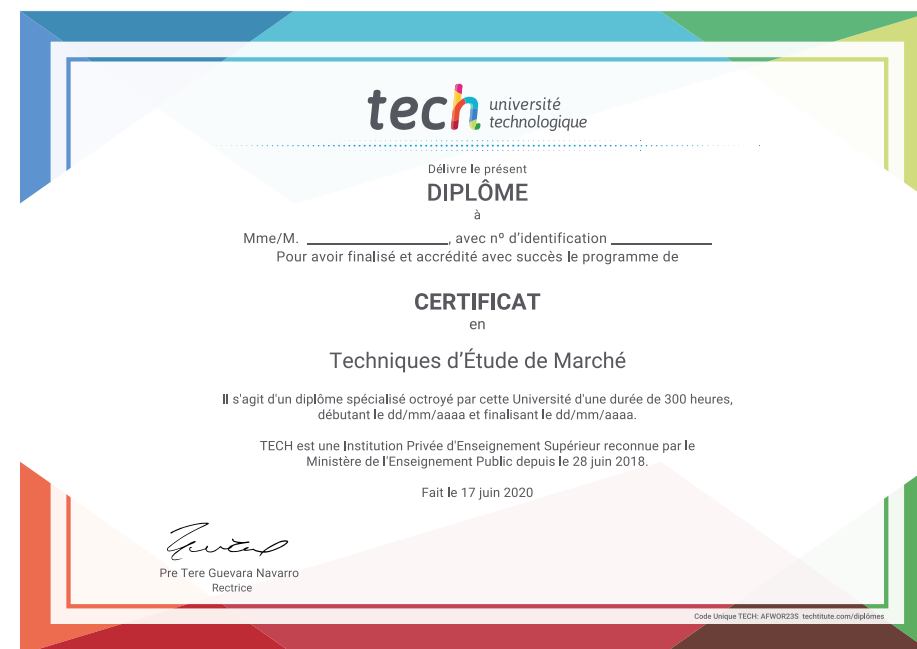 tech université
technologique
Délivre le présent
DIPLÔME
à
Mme/M. ____________, avec nº d'identification ____________
Pour avoir finalisé et accrédité avec succès le programme de
CERTIFICAT
en
Techniques d'Étude de Marché
Il s'agit d'un diplôme spécialisé octroyé par cette Université d'une durée de 300 heures,
débutant le dd/mm/aaaa et finalisant le dd/mm/aaaa.
TECH est une Institution Privée d'Enseignement Supérieur reconnue par le
Ministère de l'Enseignement Public depuis le 28 juin 2018.
Fait le 17 juin 2020
Pre Tere Guevara Navarro
Rectrice
Code Unique TECH: AFWOR23S techtitute.com/diplômes